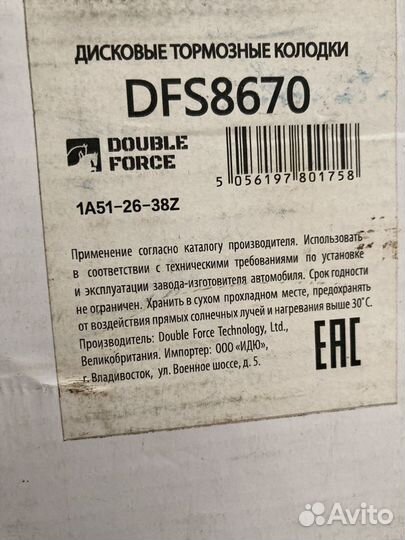 ДИСКОВЫЕ ТОРМОЗНЫЕ КОЛОДКИ
DFS8670
DOUBLE
FORCE
5 056197 801758
1A51-26-38Z
Применение согласно каталогу производителя. Использовать
в соответствии с техническими требованиями по установке
и эксплуатации завода-изготовителя автомобиля. Срок годности
не ограничен. Хранить в сухом прохладном месте, предохранять
от воздействия прямых солнечных лучей и нагревания выше 30°С.
Производитель: Double Force Technology, Ltd.,
Великобритания. Импортер: ООО «ИДЮ»,
г. Владивосток, ул. Военное шоссе, д. 5.
ЕАС
Avito